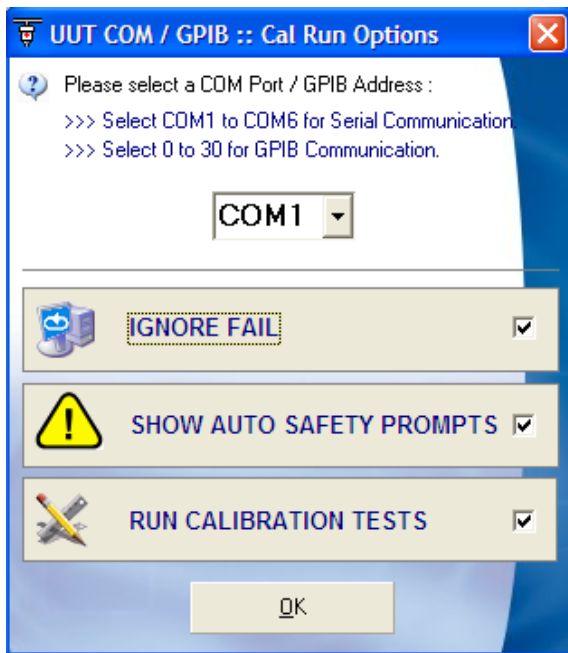 UUT COM / GPIB :: Cal Run Options
Please select a COM Port / GPIB Address :
>>> Select COM1 to COM6 for Serial Communication.
>>> Select 0 to 30 for GPIB Communication.
COM1
IGNORE FAIL
SHOW AUTO SAFETY PROMPTS
RUN CALIBRATION TESTS
OK